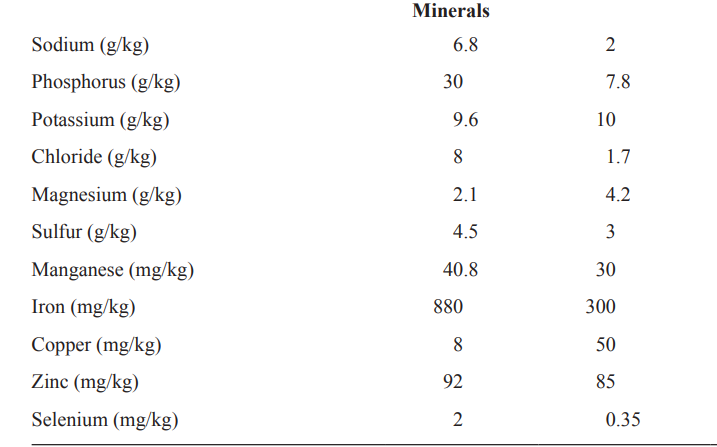 Minerals
Sodium (g/kg) 6.8 2
Phosphorus (g/kg) 30 7.8
Potassium (g/kg) 9.6 10
Chloride (g/kg) 8 1.7
Magnesium (g/kg) 2.1 4.2
Sulfur (g/kg) 4.5 3
Manganese (mg/kg) 40.8 30
Iron (mg/kg) 880 300
Copper (mg/kg) 8 50
Zinc (mg/kg) 92 85
Selenium (mg/kg) 2 0.35